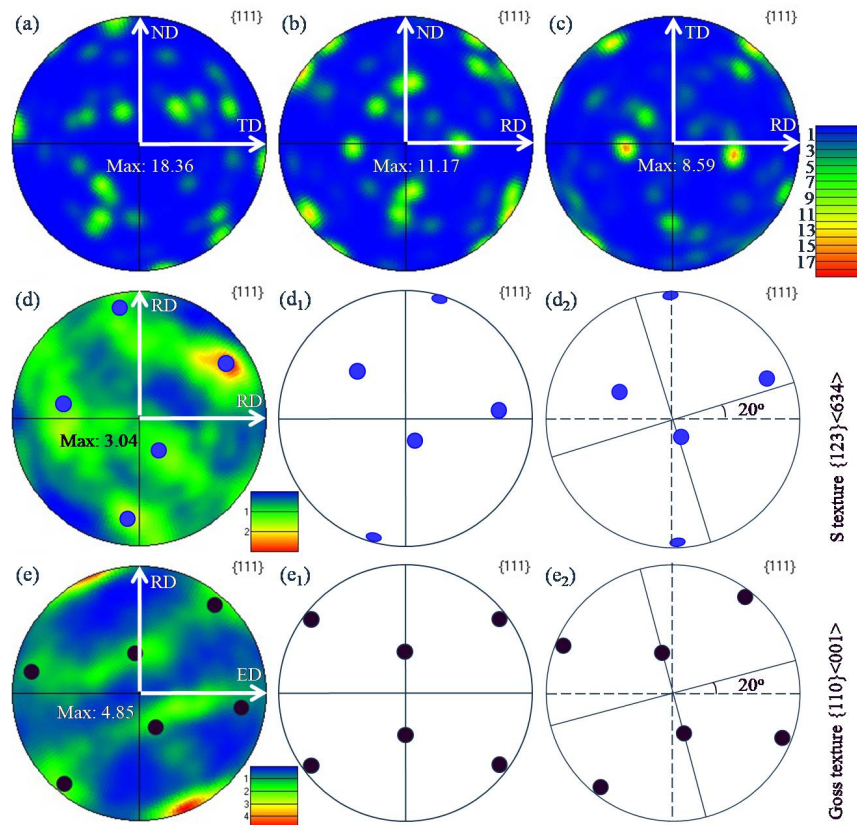 (a) {111} ND TD Max: 18.36
(b) {111} ND RD Max: 11.17
(c) {111} TD RD Max: 8.59
1
3
5
7
9
11
13
15
17
(d) {111} RD RD Max: 3.04
1
2
(d₁) {111}
(d₂) {111} 20°
S texture {123}<634>
(e) {111} RD ED Max: 4.85
1
2
3
4
(e₁) {111}
(e₂) {111} 20°
Goss texture {110}<001>